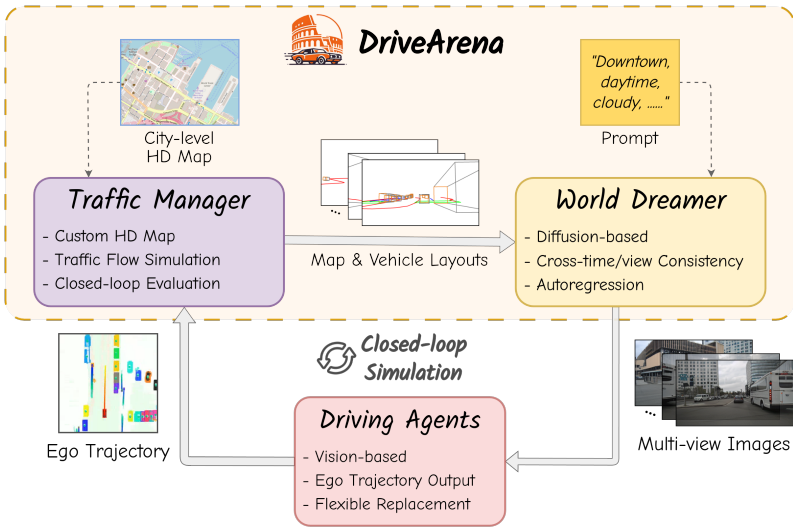 DriveArena
"Downtown,
daytime,
cloudy, ......"
City-level
HD Map
Prompt
Traffic Manager
- Custom HD Map
- Traffic Flow Simulation
- Closed-loop Evaluation
...
Map & Vehicle Layouts
World Dreamer
- Diffusion-based
- Cross-time/view Consistency
- Autoregression
Closed-loop
Simulation
Ego Trajectory
Driving Agents
- Vision-based
- Ego Trajectory Output
- Flexible Replacement
...
Multi-view Images